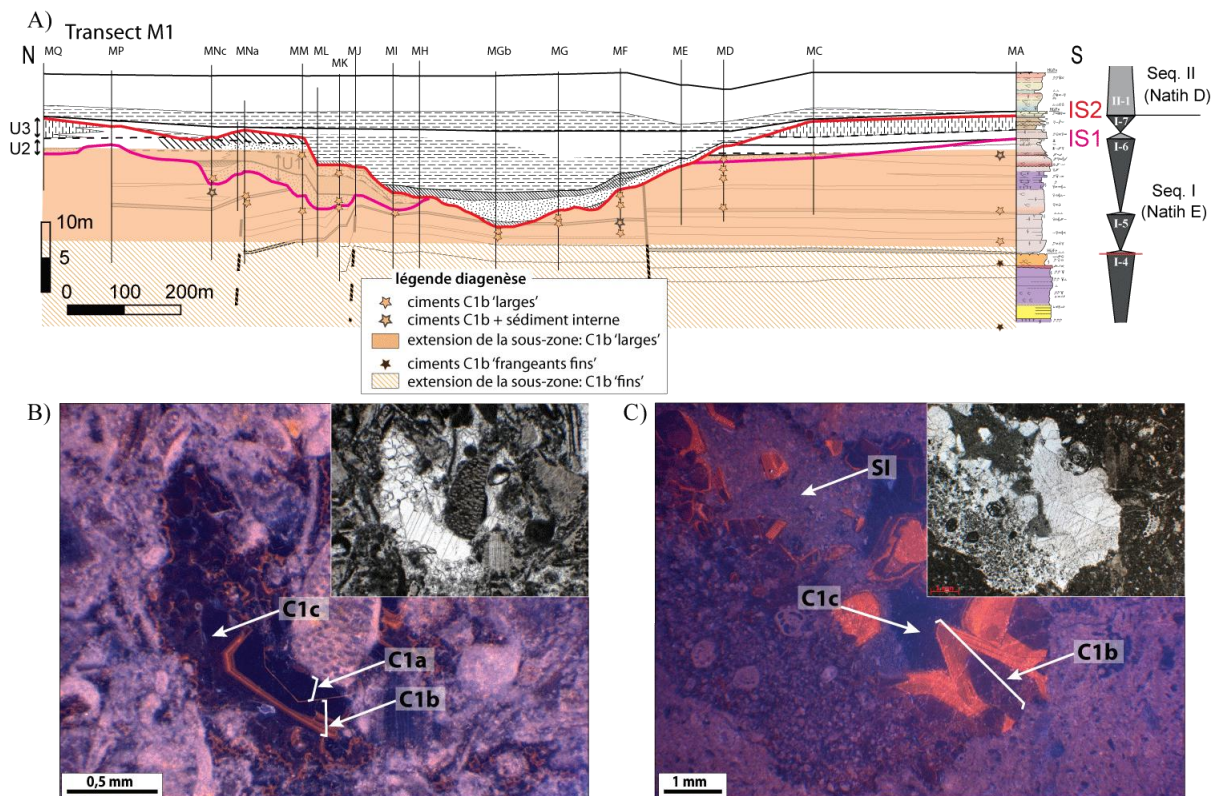 A)
Transect M1
N
MQ MP MNc MNa MM ML MK MJ MI MH MGb MG MF ME MD MC MA
S
Seq. II
(Natih D)
II-1
IS2
I-7
IS1
U3
U2
U1
I-6
Seq. I
(Natih E)
I-5
I-4
10m
5
0 100 200m
légende diagenèse
ciments C1b 'larges'
ciments C1b + sédiment interne
extension de la sous-zone: C1b 'larges'
ciments C1b 'frangeants fins'
extension de la sous-zone: C1b 'fins'
B)
C1c
C1a
C1b
0,5 mm
C)
SI
C1c
C1b
1 mm